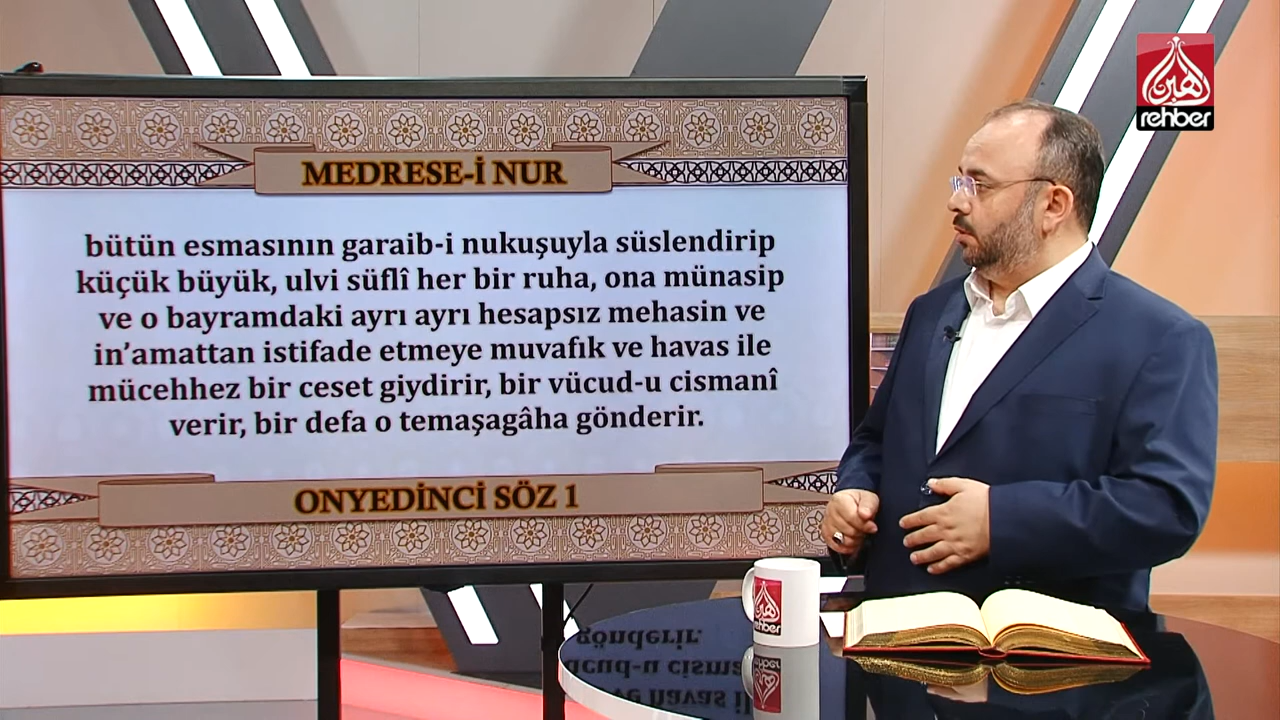 MEDRESE-İ NUR
bütün esmasının garaib-i nukuşuyla süslendirip
küçük büyük, ulvi süflî her bir ruha, ona münasip
ve o bayramdaki ayrı ayrı hesapsız mehasin ve
in’amattan istifade etmeye muvafık ve havas ile
mücehhez bir ceset giydirir, bir vücud-u cismanî
verir, bir defa o temaşagâha gönderir.
ONYEDİNCİ SÖZ 1
رهبر
rehber
رهبر
rehber